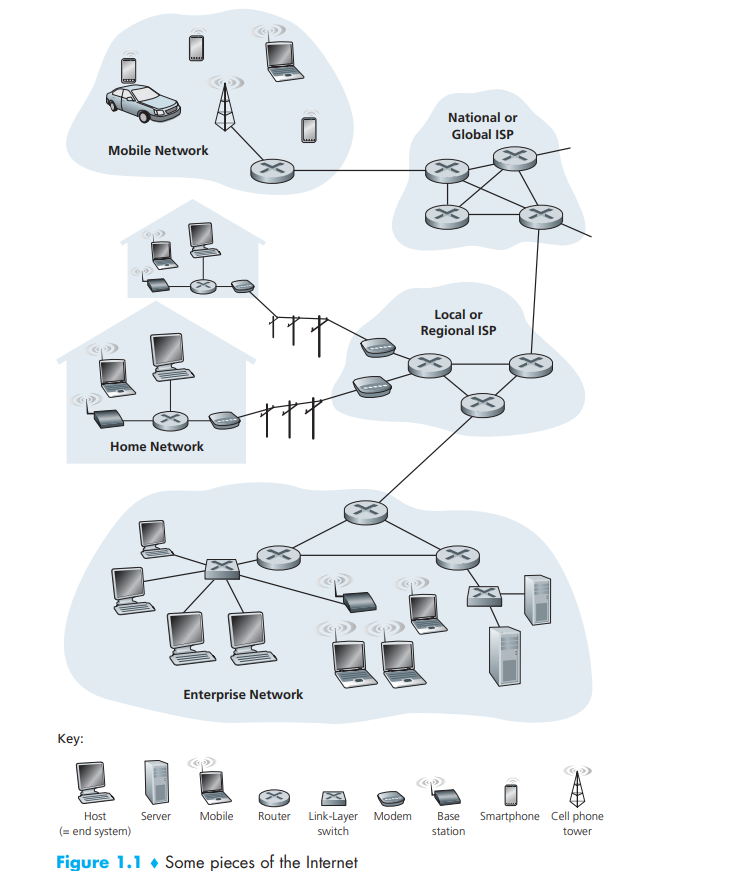 National or
Global ISP
Mobile Network
Local or
Regional ISP
Home Network
Enterprise Network
Key:
Host
(= end system)
Server
Mobile
Router
Link-Layer
switch
Modem
Base
station
Smartphone
Cell phone
tower
Figure 1.1 ♦ Some pieces of the Internet